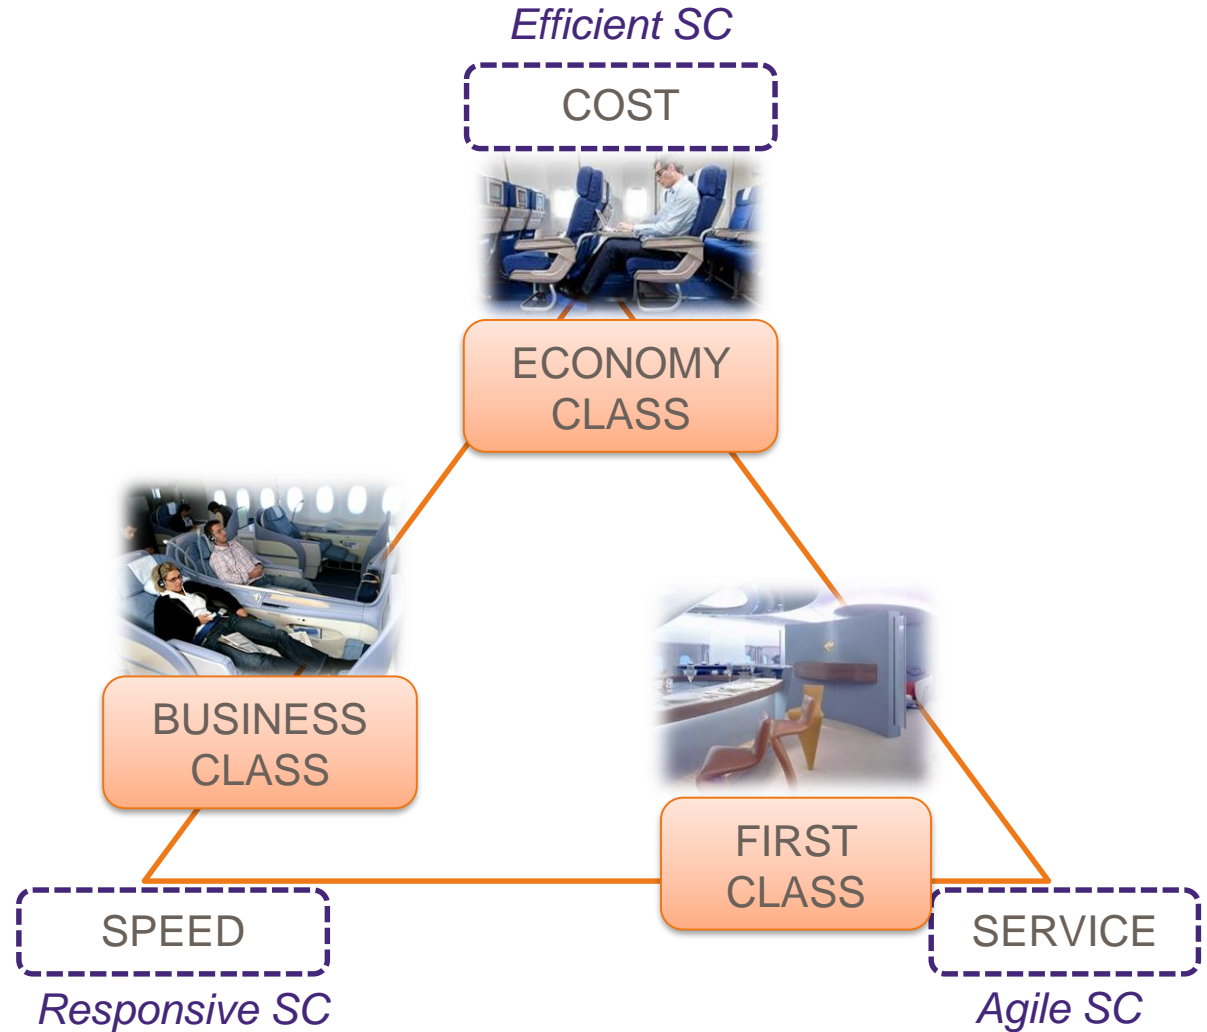 Efficient SC
COST
ECONOMY
CLASS
BUSINESS
CLASS
FIRST
CLASS
SPEED
SERVICE
Responsive SC
Agile SC